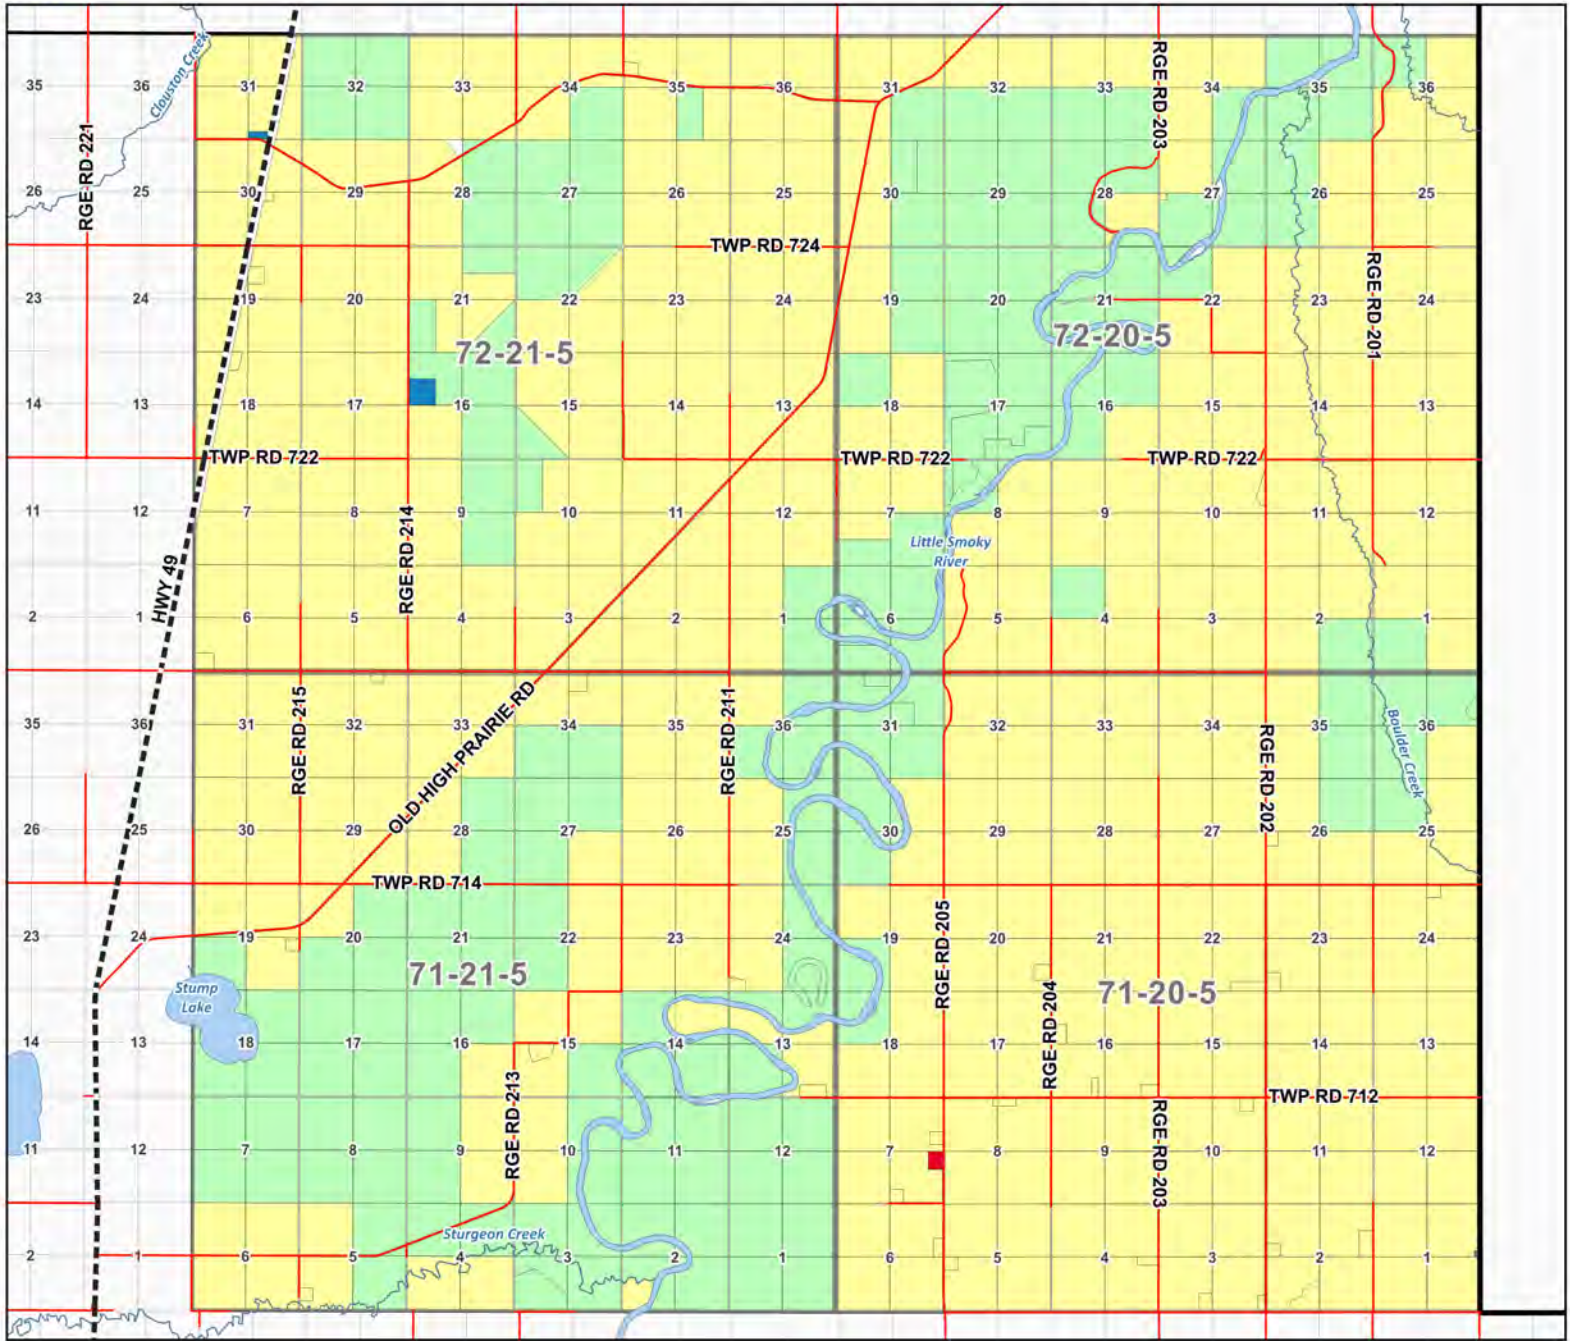 Clouston Creek
35 36 31 32 33 34 35 36 31 32 33 34 35 36
RGE-RD-221
RGE-RD-203
26 25 30 29 28 27 26 25 30 29 28 27 26 25
TWP-RD 724
23 24 19 20 21 22 23 24 19 20 21 22 23 24
RGE-RD-201
72-21-5
72-20-5
14 13 18 17 16 15 14 13 18 17 16 15 14 13
TWP-RD 722
TWP-RD 722
TWP-RD 722
11 12 7 8 9 10 11 12 7 8 9 10 11 12
RGE-RD-214
Little Smoky
River
HWY 49
2 1 6 5 4 3 2 1 6 5 4 3 2 1
35 36 31 32 33 34 35 36 32 33 34 35 36
RGE-RD-215
OLD-HIGH-PRAIRIE-RD
RGE-RD-211
RGE-RD-202
Boulder Creek
26 25 30 29 28 27 26 25 30 29 28 27 26 25
TWP-RD 714
23 24 19 20 21 22 23 24 19 20 21 22 23 24
RGE-RD-205
71-21-5
71-20-5
Stump
Lake
RGE-RD-204
14 13 18 17 16 15 14 13 18 17 16 15 14 13
RGE-RD-213
TWP-RD 712
11 12 7 8 9 10 11 12 7 8 9 10 11 12
RGE-RD-203
Sturgeon Creek
2 1 6 5 4 3 2 1 6 5 4 3 2 1